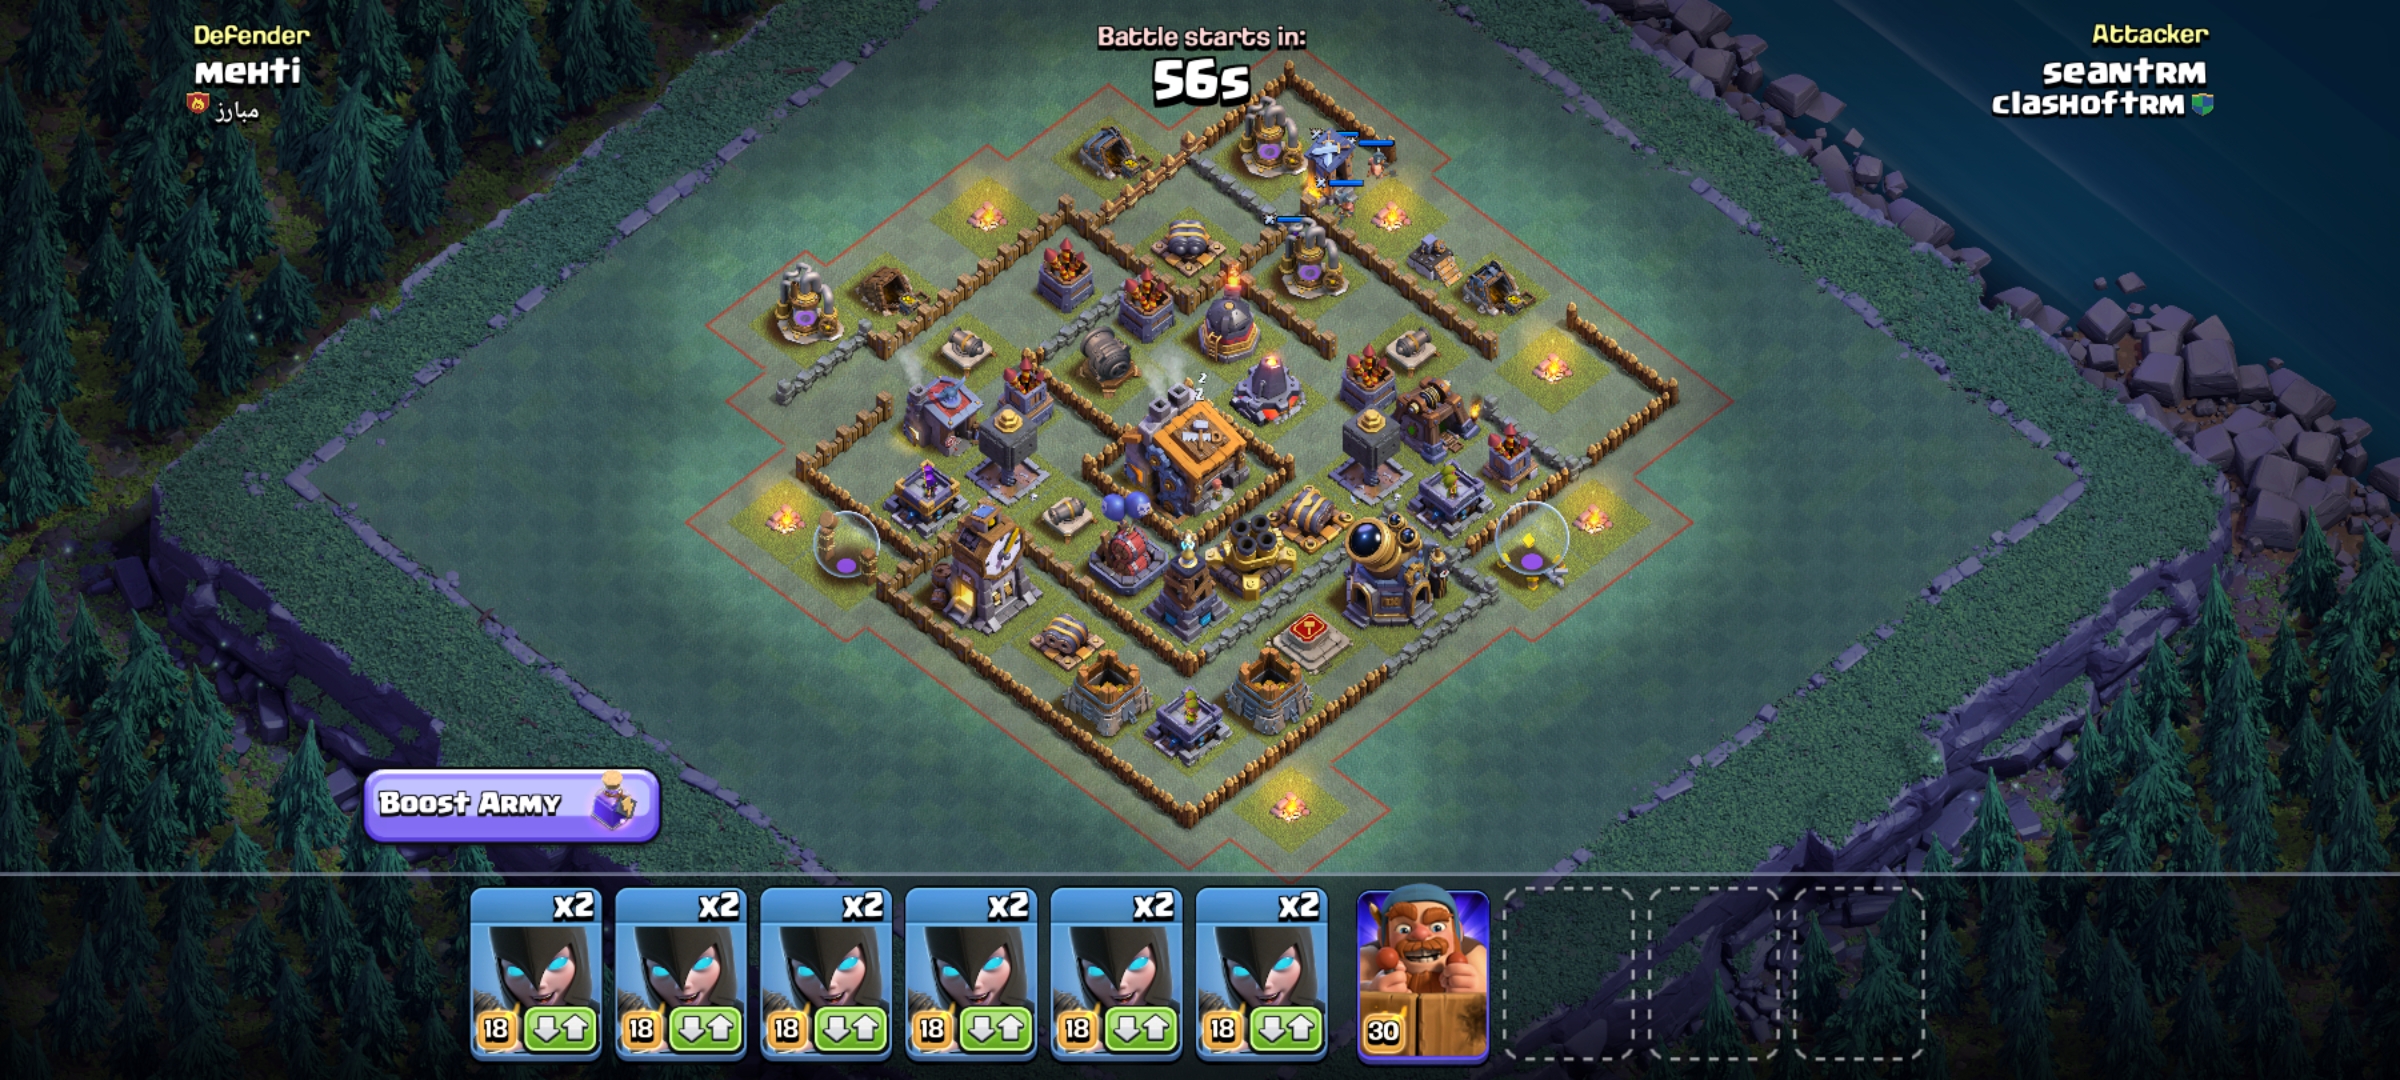 Defender
MEHTI
مبارز
Battle starts in:
56s
Attacker
SEANTRM
CLASHOFTRM
Boost Army
x2
x2
x2
x2
x2
x2
18
18
18
18
18
18
30